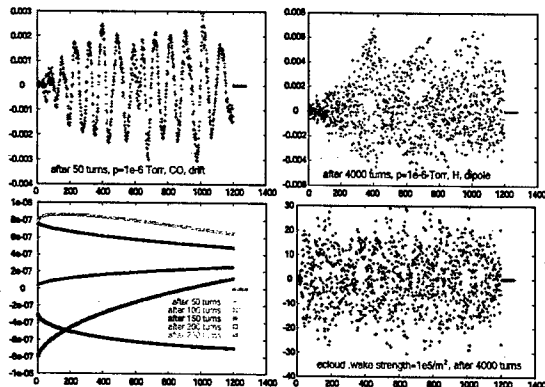 0.003
0.002
0.001
0
-0.001
-0.002
-0.003
-0.004
after 50 turns, p=1e-6 Torr, CO, drift
0 200 400 600 800 1000 1200 1400
0.008
0.006
0.004
0.002
0
-0.002
-0.004
-0.006
after 4000 turns, p=1e-6 Torr, H, dipole
0 200 400 600 800 1000 1200 1400
1e-06
8e-07
6e-07
4e-07
2e-07
0
-2e-07
-4e-07
-6e-07
-8e-07
-1e-06
after 50 turns
after 100 turns
after 150 turns
after 200 turns
after 250 turns
0 200 400 600 800 1000 1200 1400
30
20
10
0
-10
-20
-30
-40
ecloud ,wake strength=1e5/m², after 4000 turns
0 200 400 600 800 1000 1200 1400